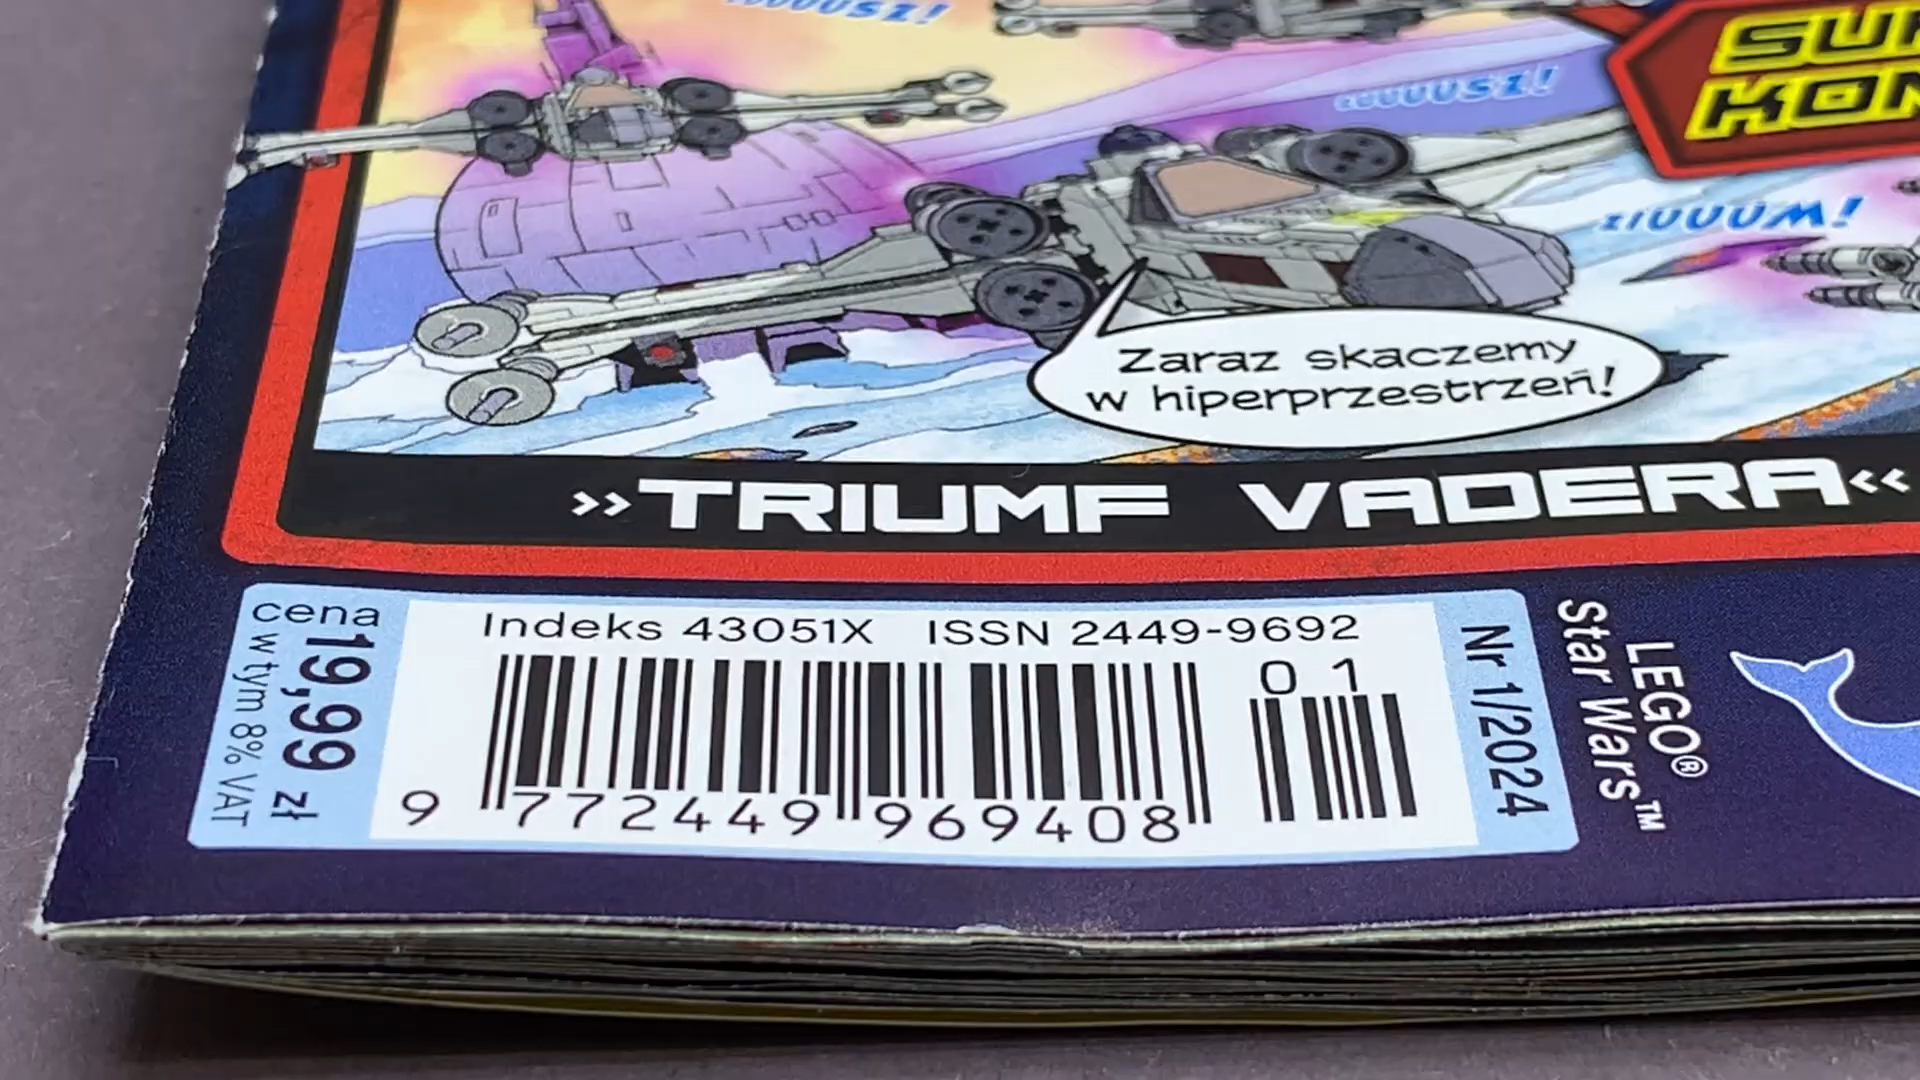 Zaraz skaczemy
w hiperprzestrzeń!
»TRIUMF VADERA«
cena
19,99 zł
w tym 8% VAT
Indeks 43051X ISSN 2449-9692
01
9 772449 969408
Nr 1/2024
LEGO®
Star Wars™